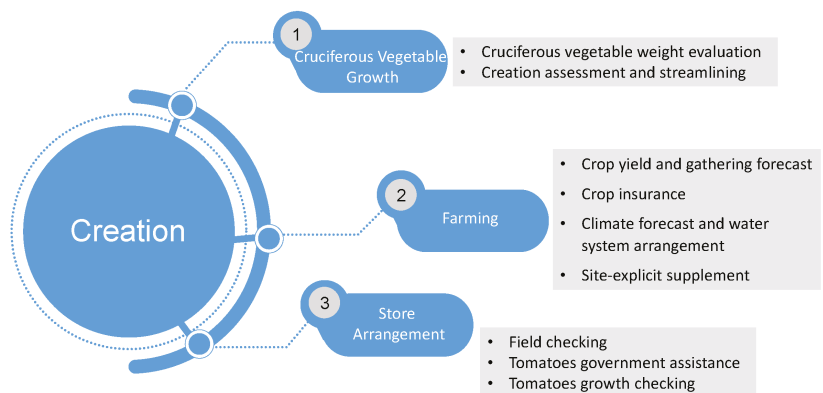 Creation
1
Cruciferous Vegetable
Growth
• Cruciferous vegetable weight evaluation
• Creation assessment and streamlining
2
Farming
• Crop yield and gathering forecast
• Crop insurance
• Climate forecast and water
system arrangement
• Site-explicit supplement
3
Store
Arrangement
• Field checking
• Tomatoes government assistance
• Tomatoes growth checking